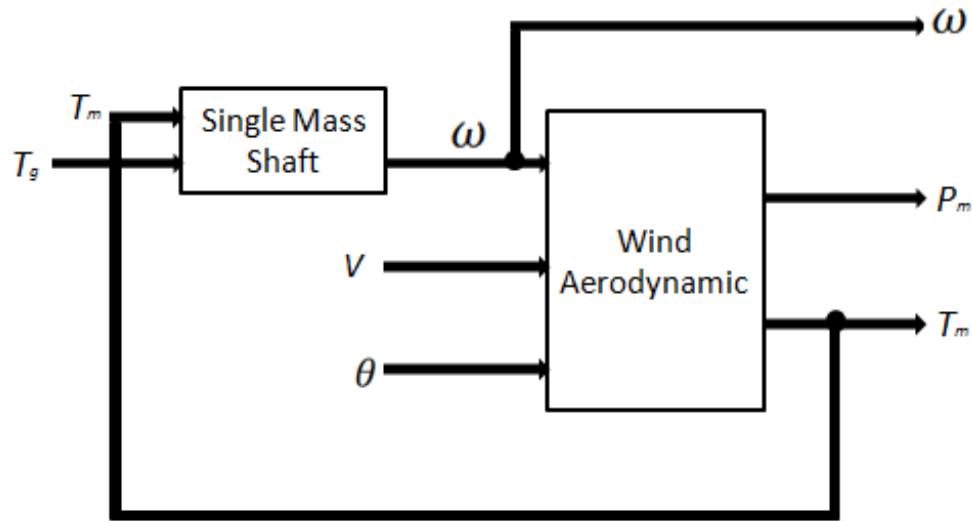 ω
Tm
Single Mass
Shaft
ω
Tg
Pm
V
Wind
Aerodynamic
Tm
θ